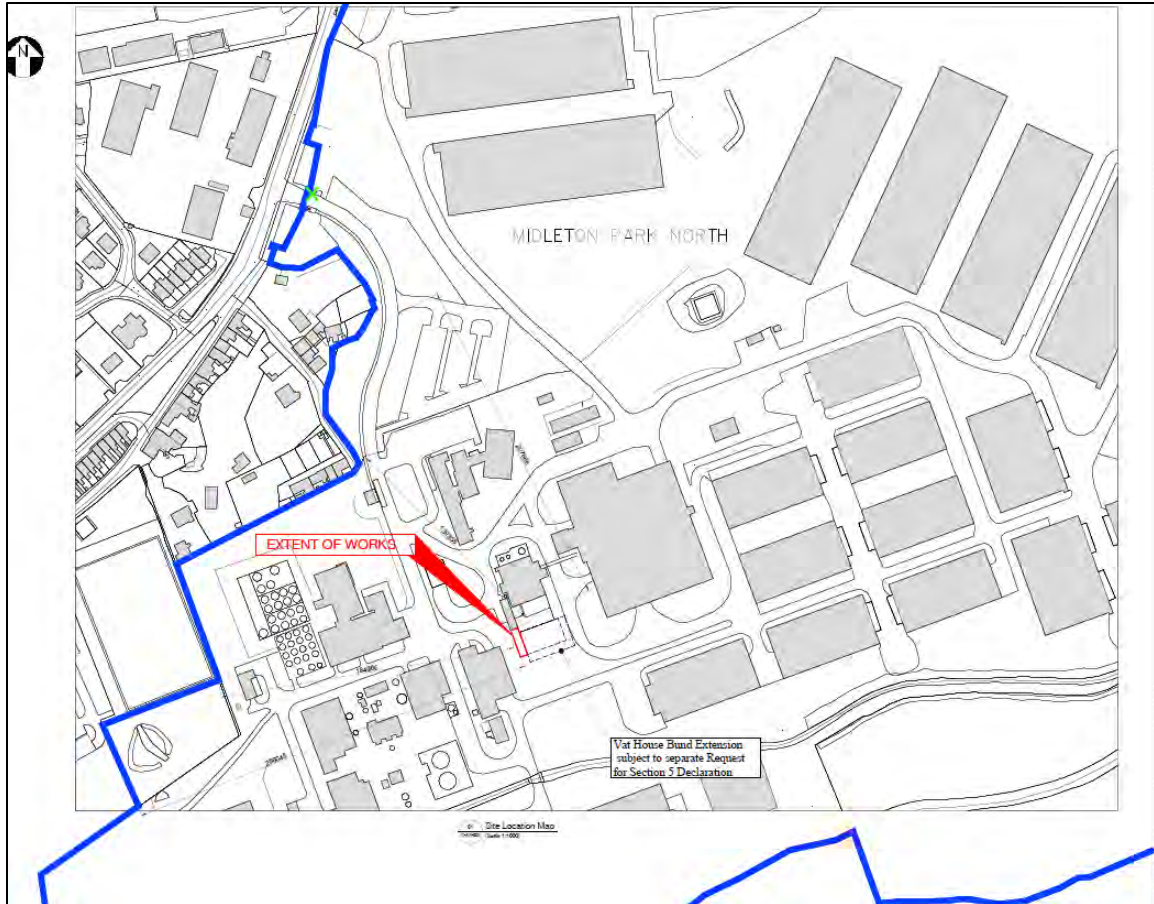 N
MIDLETON PARK NORTH
EXTENT OF WORKS
Vat House Bund Extension
subject to separate Request
for Section 5 Declaration
01
Site Location Map